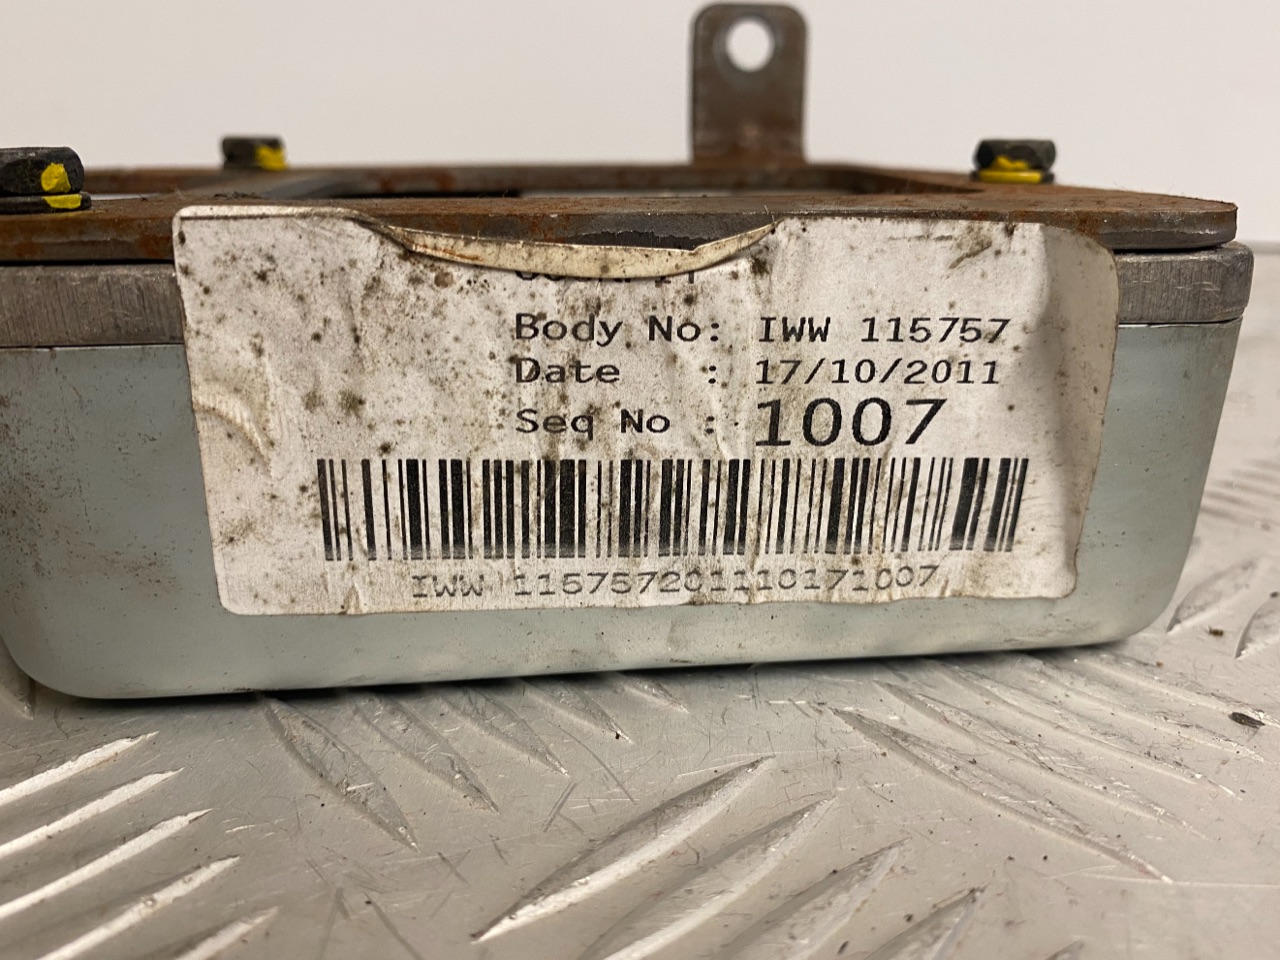 Body No: IWW 115757
Date : 17/10/2011
Seq No : 1007
IWW 115757201110171007